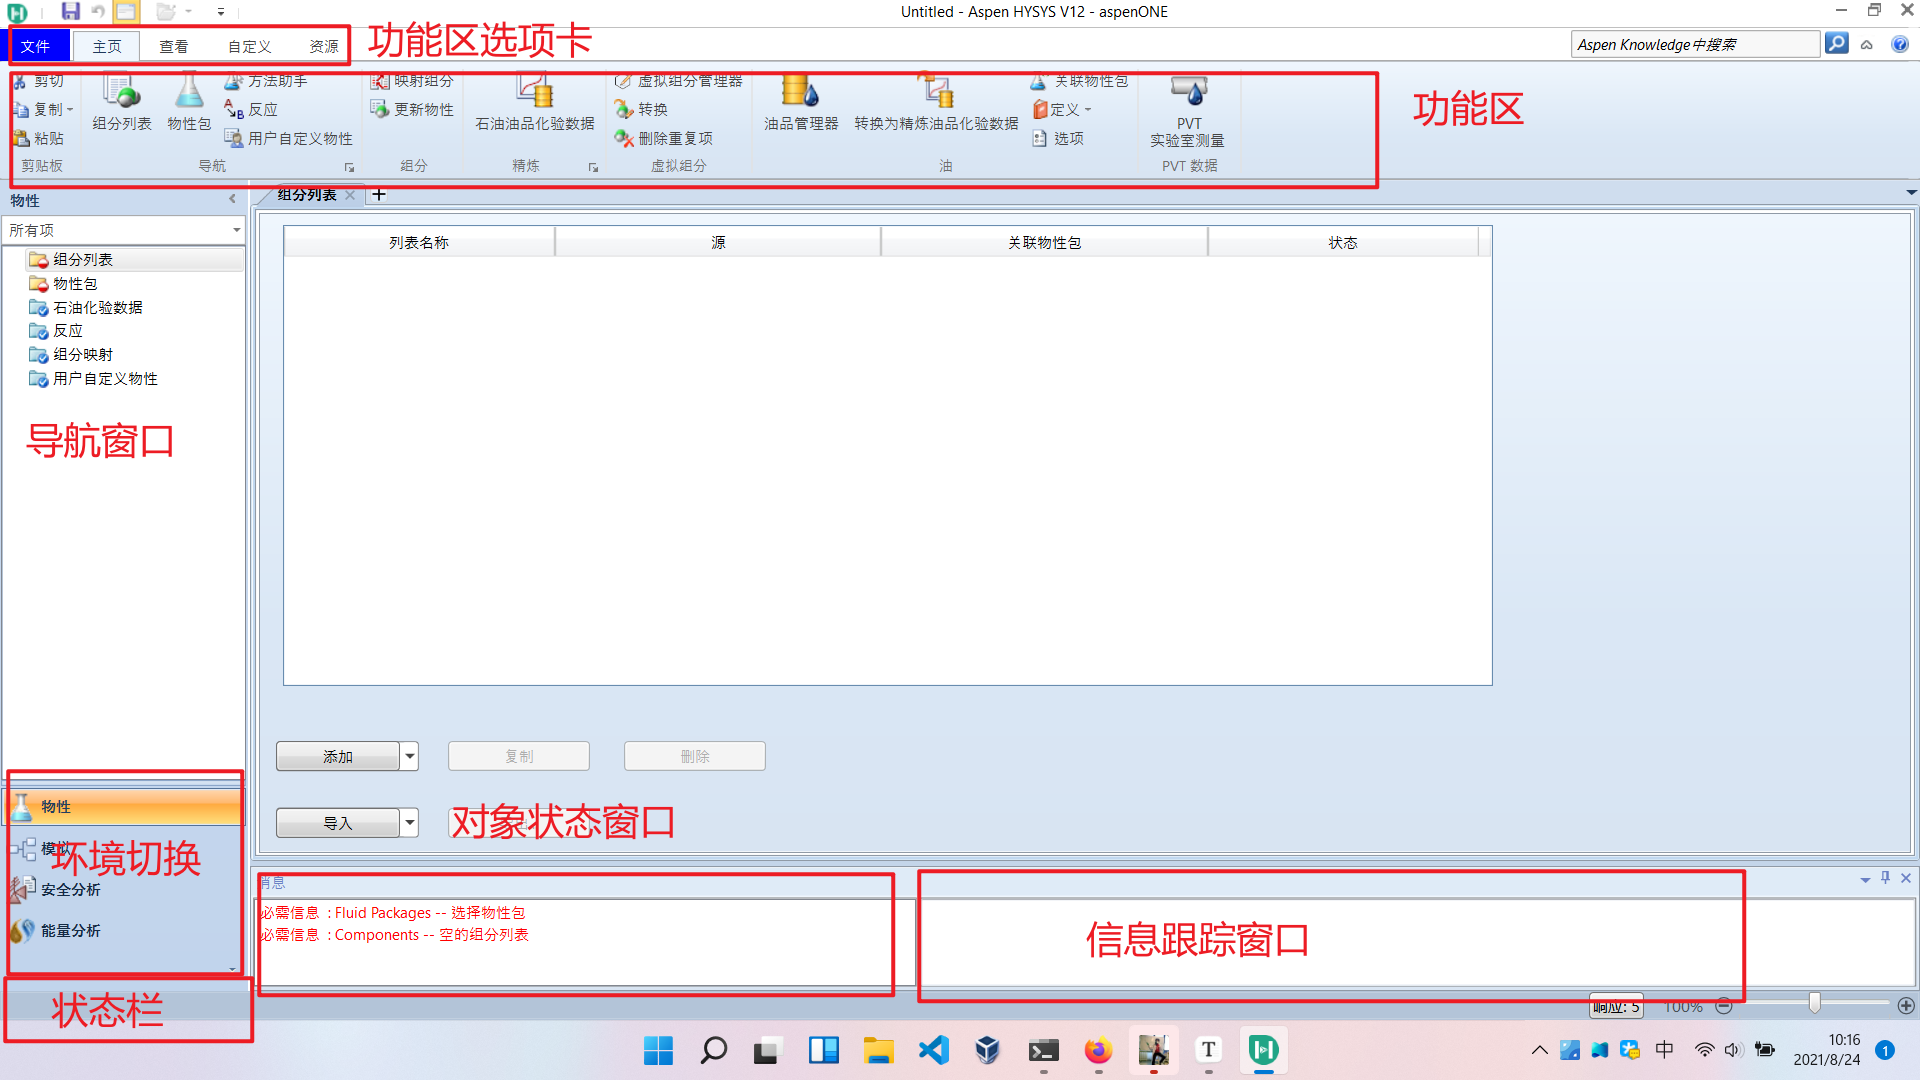 Untitled - Aspen HYSYS V12 - aspenONE
文件 主页 查看 自定义 资源 功能区选项卡
Aspen Knowledge中搜索
剪切
复制
粘贴
剪贴板
组分列表
物性包
方法助手
反应
用户自定义物性
导航
映射组分
更新物性
组分
石油油品化验数据
精炼
虚拟组分管理器
转换
删除重复项
虚拟组分
油品管理器
转换为精炼油品化验数据
关联物性包
定义
选项
油
PVT
实验室测量
PVT 数据
功能区
物性
所有项
组分列表
物性包
石油化验数据
反应
组分映射
用户自定义物性
导航窗口
组分列表
列表名称 源 关联物性包 状态
添加 复制 删除
导入
对象状态窗口
物性
模拟
环境切换
安全分析
能量分析
状态栏
消息
必需信息 : Fluid Packages -- 选择物性包
必需信息 : Components -- 空的组分列表
信息跟踪窗口
响应: 5 100%
中
10:16
2021/8/24
1